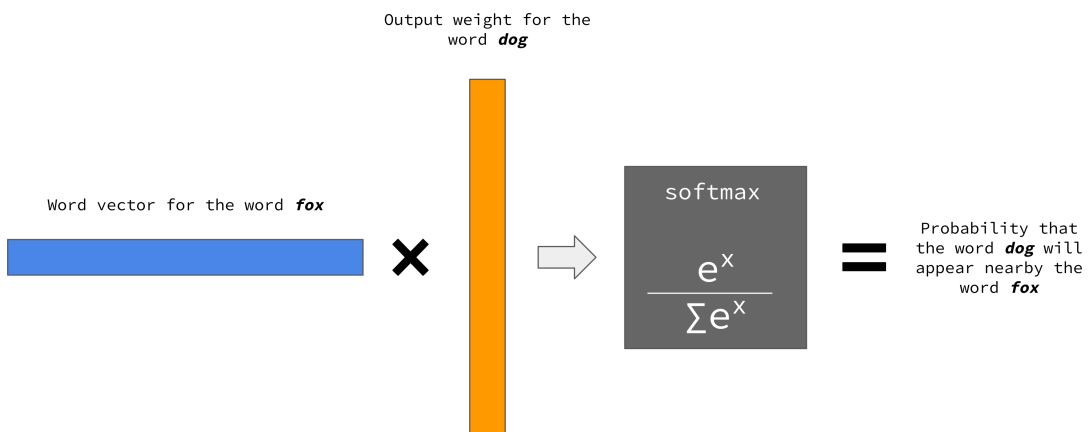 Output weight for the
word dog
Word vector for the word fox
softmax
e^x
∑e^x
Probability that
the word dog will
appear nearby the
word fox